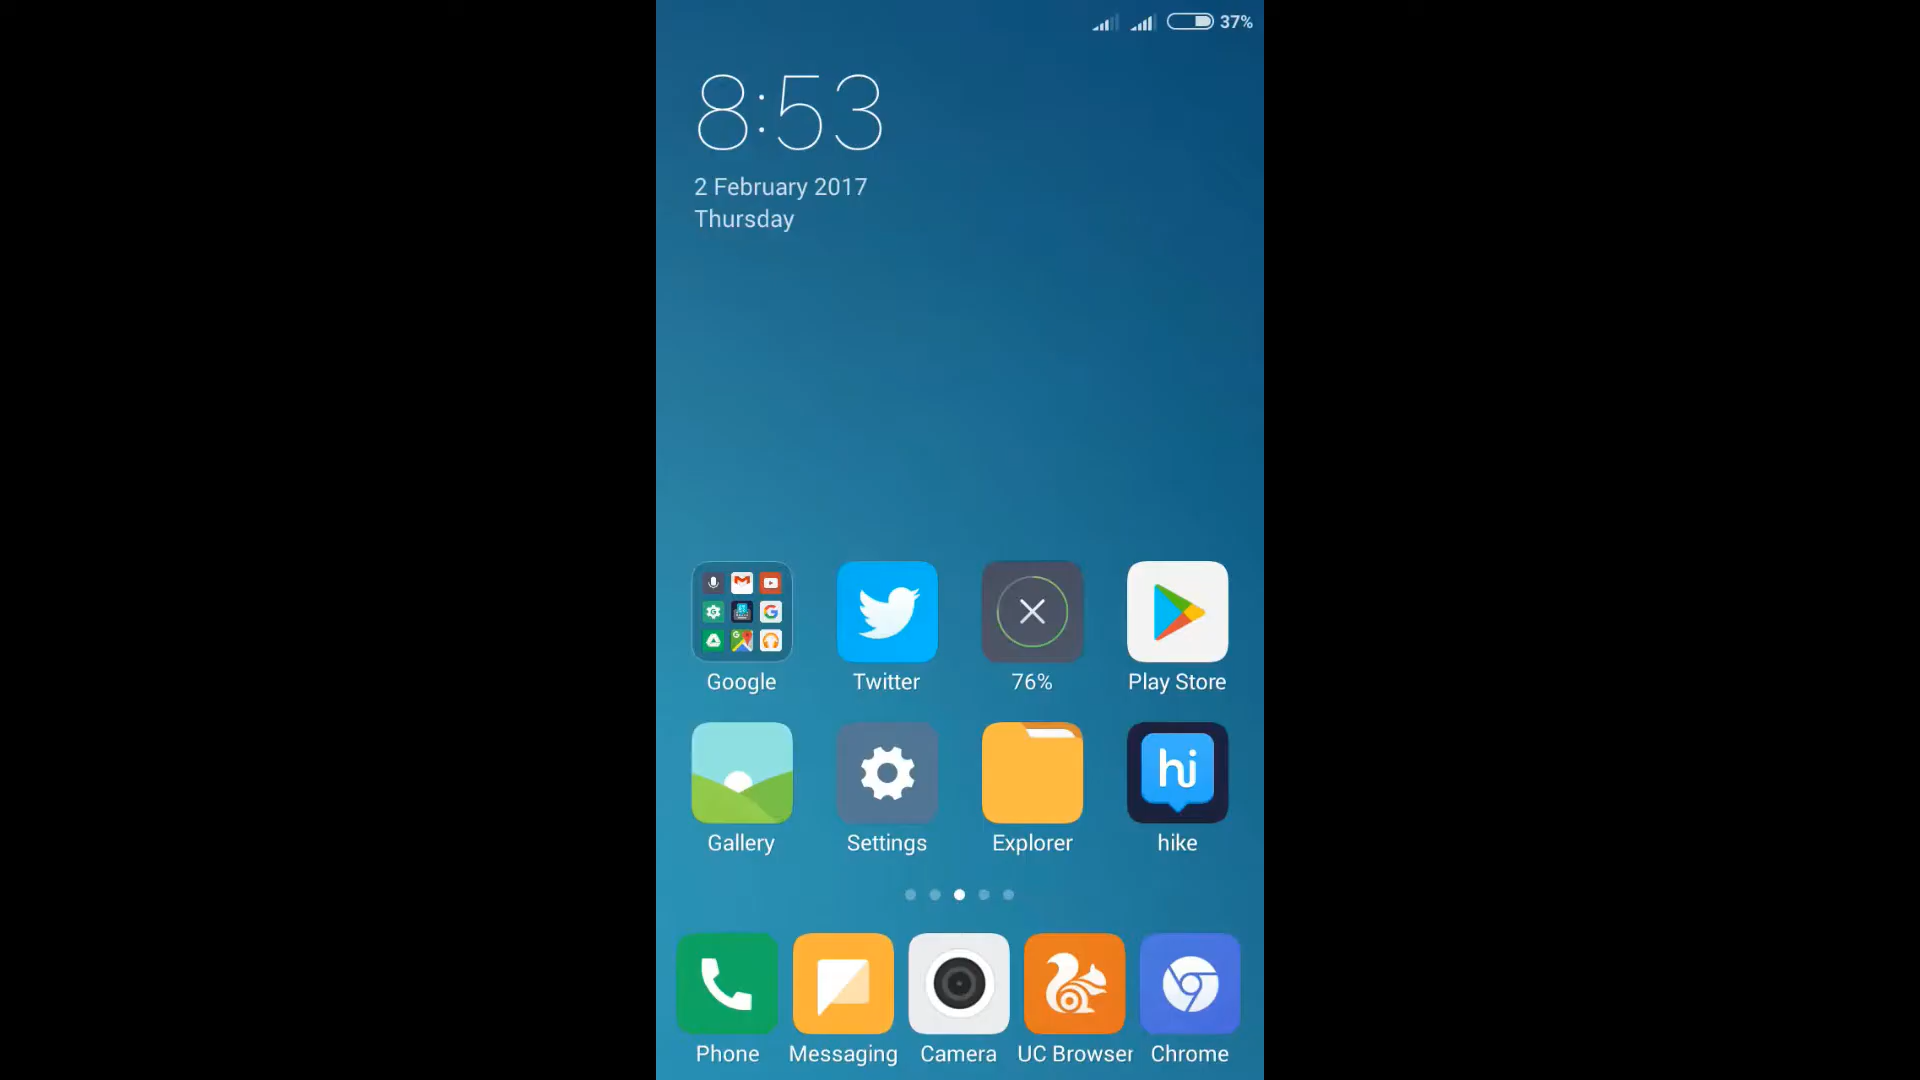 37%
8:53
2 February 2017
Thursday
Google
Twitter
76%
Play Store
hi
Gallery
Settings
Explorer
hike
Phone
Messaging
Camera
UC Browser
Chrome